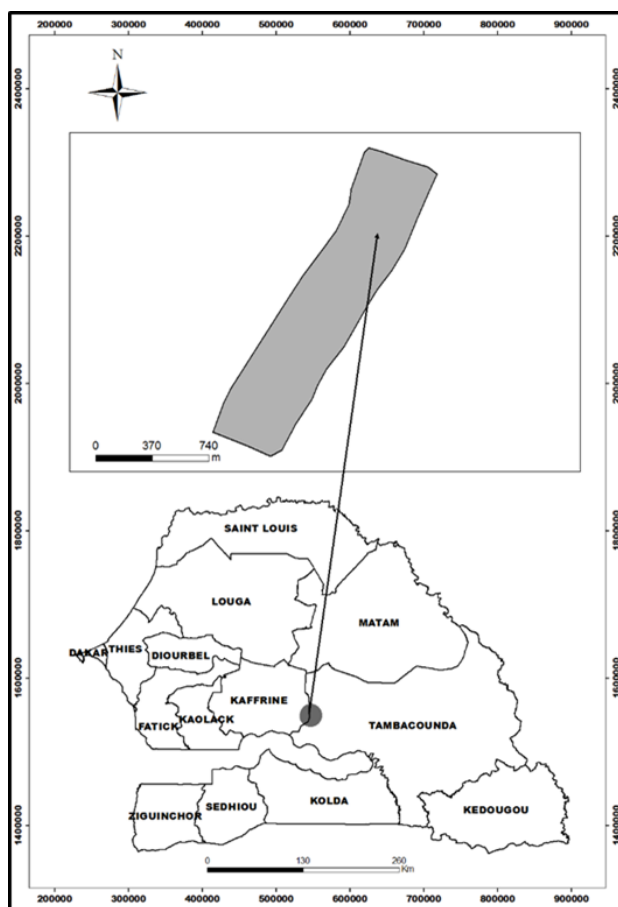 200000 300000 400000 500000 600000 700000 800000 900000
2400000 2400000
N
2200000 2200000
2000000 2000000
0 370 740
m
1800000 1800000
SAINT LOUIS
LOUGA
MATAM
DAKAR THIES DIOURBEL
1600000 1600000
KAFFRINE
FATICK KAOLACK TAMBACOUNDA
ZIGUINCHOR SEDHIOU KOLDA KEDOUGOU
1400000 1400000
0 130 260
Km
200000 300000 400000 500000 600000 700000 800000 900000